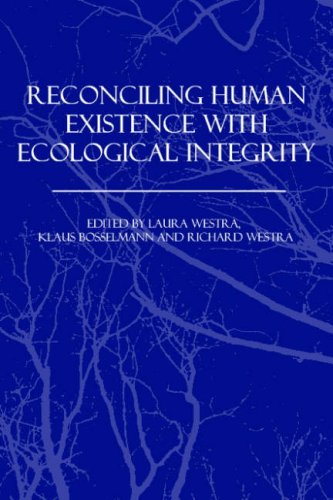 RECONCILING HUMAN
EXISTENCE WITH
ECOLOGICAL INTEGRITY
EDITED BY LAURA WESTRA,
KLAUS BOSSELMANN AND RICHARD WESTRA